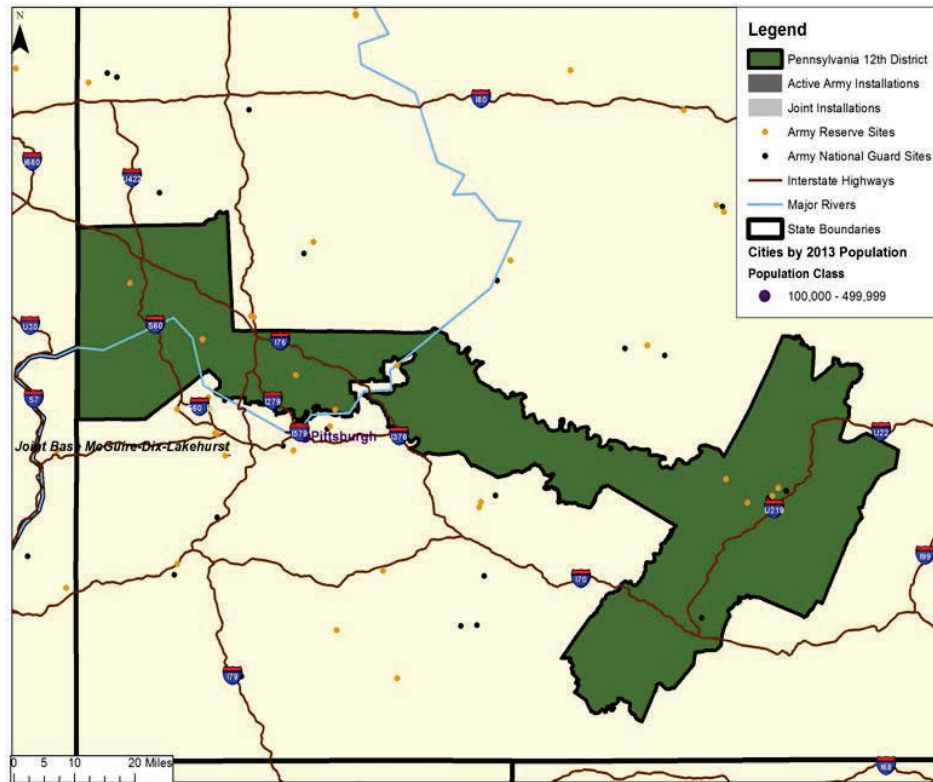 N
Legend
Pennsylvania 12th District
Active Army Installations
Joint Installations
Army Reserve Sites
Army National Guard Sites
Interstate Highways
Major Rivers
State Boundaries
Cities by 2013 Population
Population Class
100,000 - 499,999
I80
I680
U422
U30
S60
I76
S7
S60
I279
I579
Pittsburgh
I376
U22
Joint Base McGuire-Dix-Lakehurst
U219
I99
I70
I79
I68
0 5 10 20 Miles